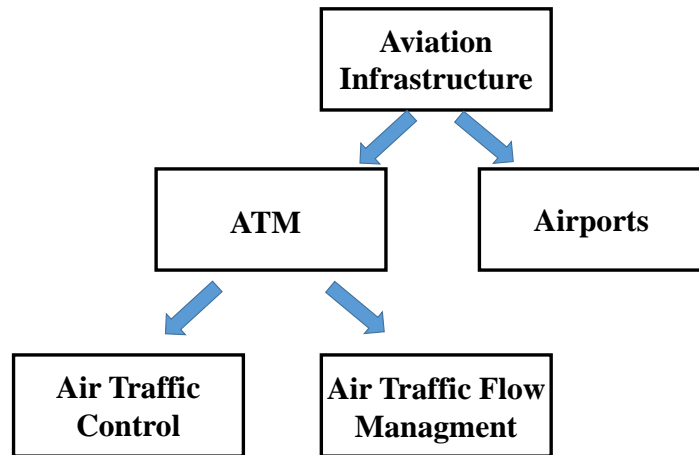 Aviation
Infrastructure
ATM
Airports
Air Traffic
Control
Air Traffic Flow
Managment